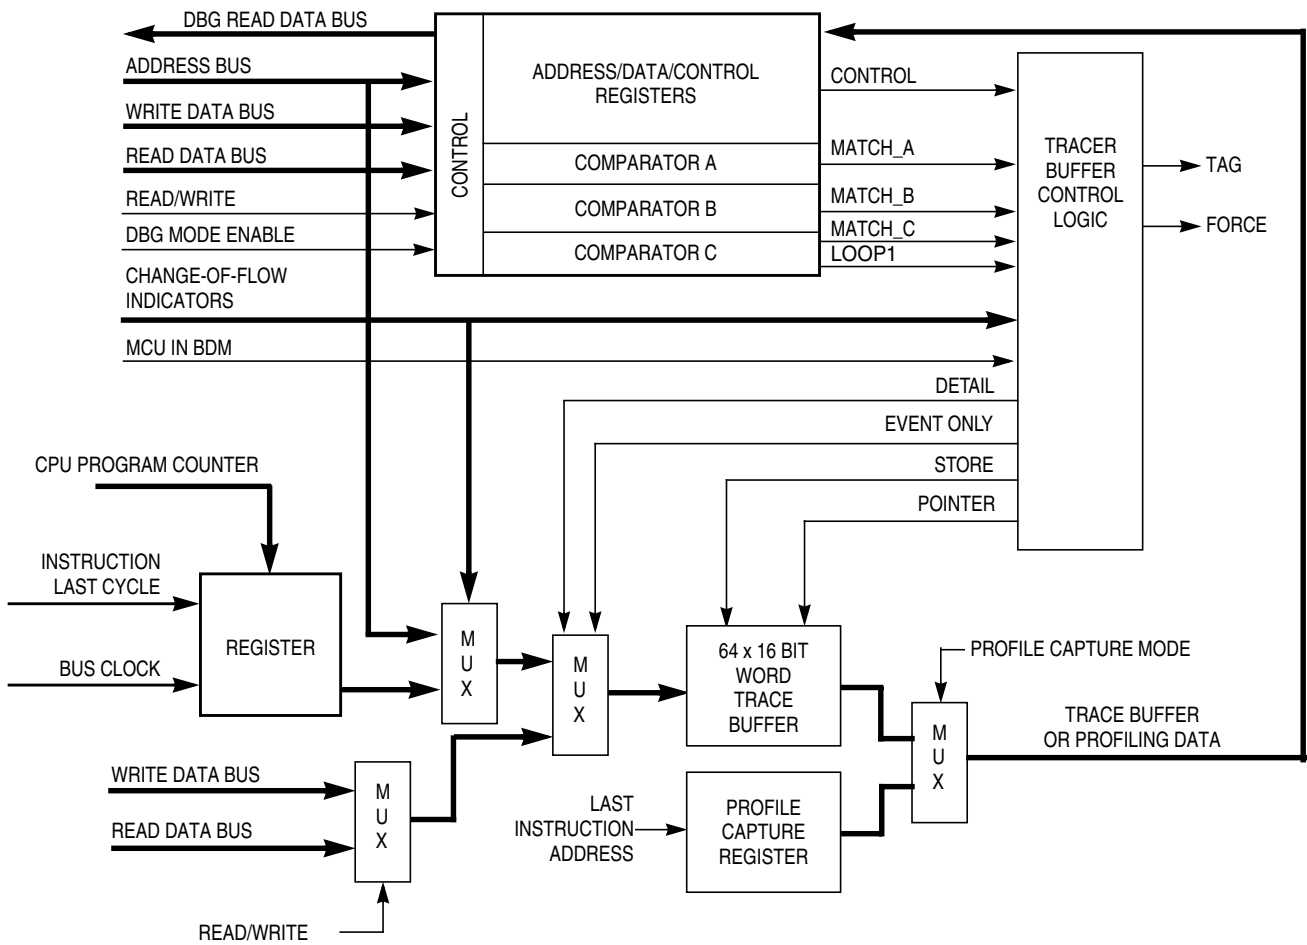 DBG READ DATA BUS
ADDRESS BUS
WRITE DATA BUS
READ DATA BUS
READ/WRITE
DBG MODE ENABLE
CHANGE-OF-FLOW
INDICATORS
MCU IN BDM
CONTROL
ADDRESS/DATA/CONTROL
REGISTERS
COMPARATOR A
COMPARATOR B
COMPARATOR C
CONTROL
MATCH_A
MATCH_B
MATCH_C
LOOP1
TRACER
BUFFER
CONTROL
LOGIC
TAG
FORCE
DETAIL
EVENT ONLY
STORE
POINTER
CPU PROGRAM COUNTER
INSTRUCTION
LAST CYCLE
BUS CLOCK
REGISTER
MUX
MUX
64 x 16 BIT
WORD
TRACE
BUFFER
PROFILE CAPTURE MODE
MUX
TRACE BUFFER
OR PROFILING DATA
WRITE DATA BUS
READ DATA BUS
MUX
READ/WRITE
LAST
INSTRUCTION
ADDRESS
PROFILE
CAPTURE
REGISTER